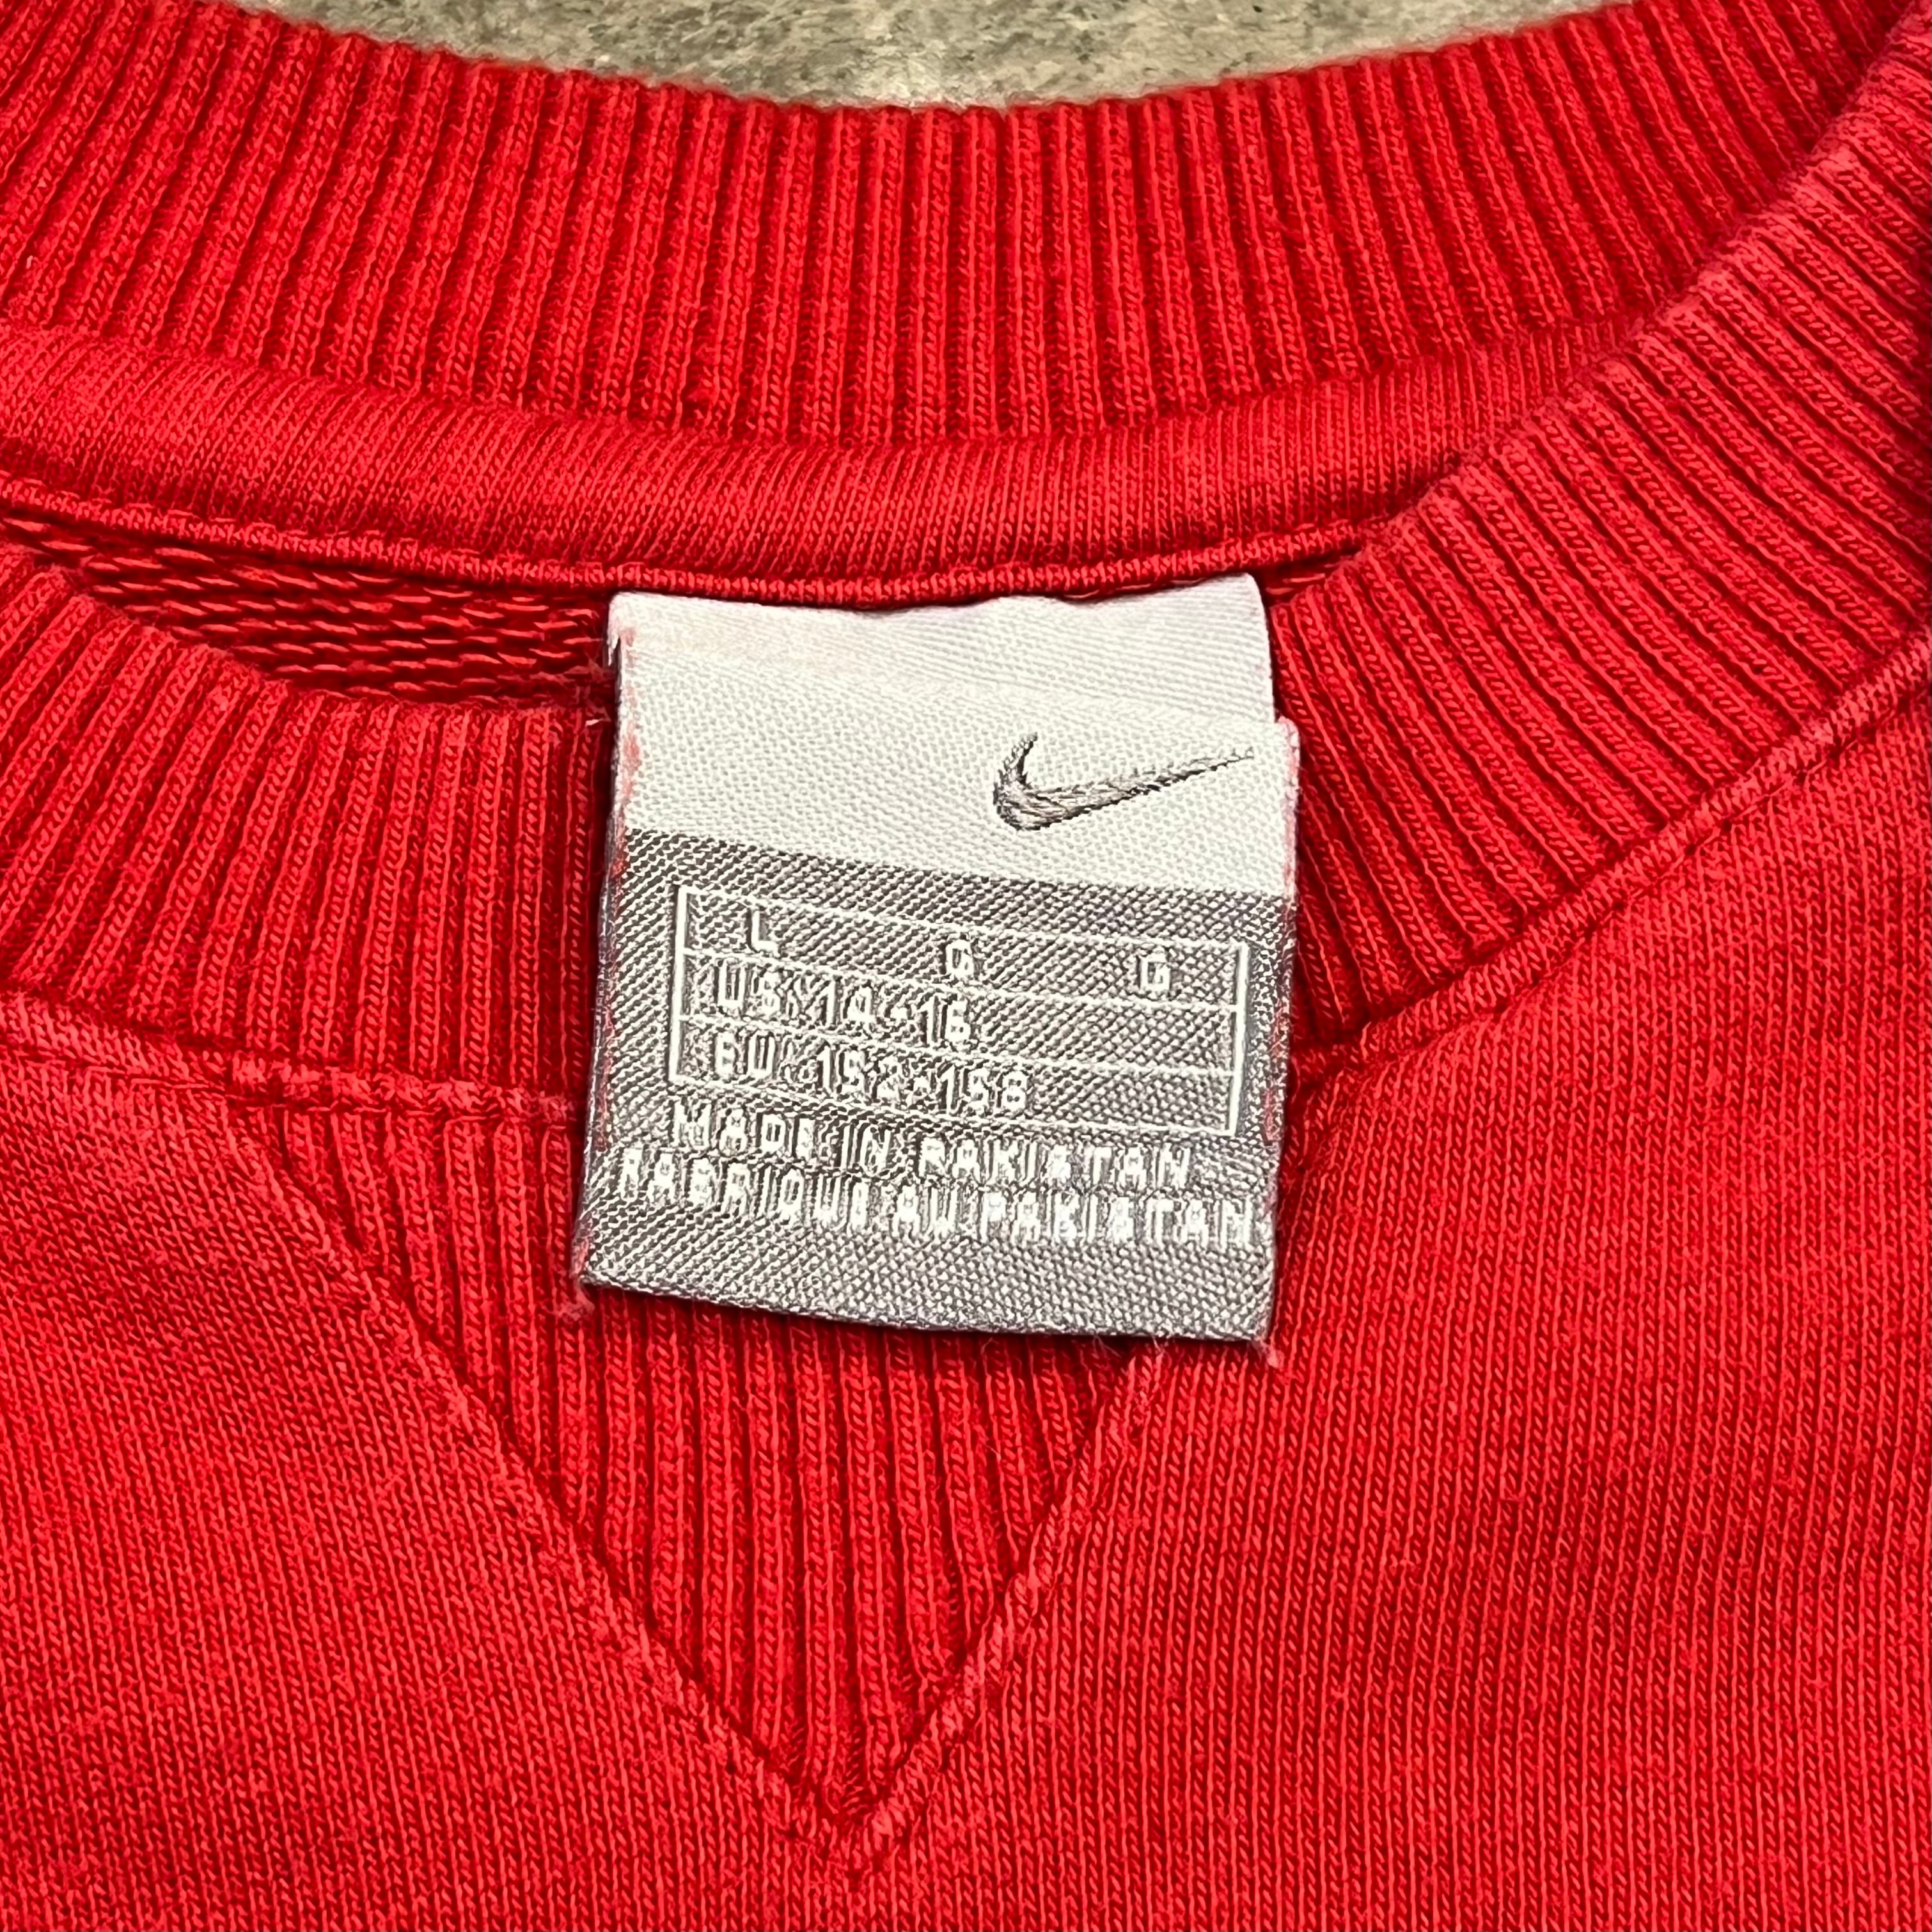 L G G
US 14-16
EU 152-158
MADE IN PAKISTAN
FABRIQUE AU PAKISTAN